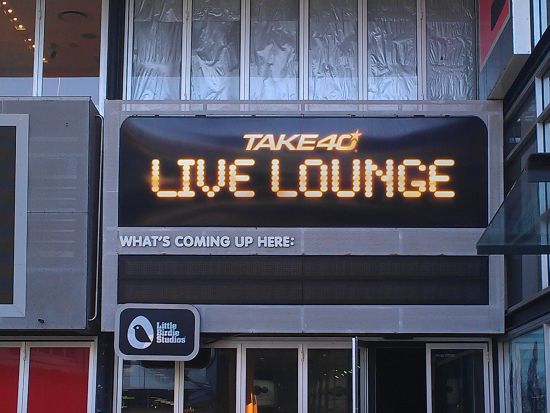 TAKE40
LIVE LOUNGE
WHAT'S COMING UP HERE:
Little
Birdie
Studios